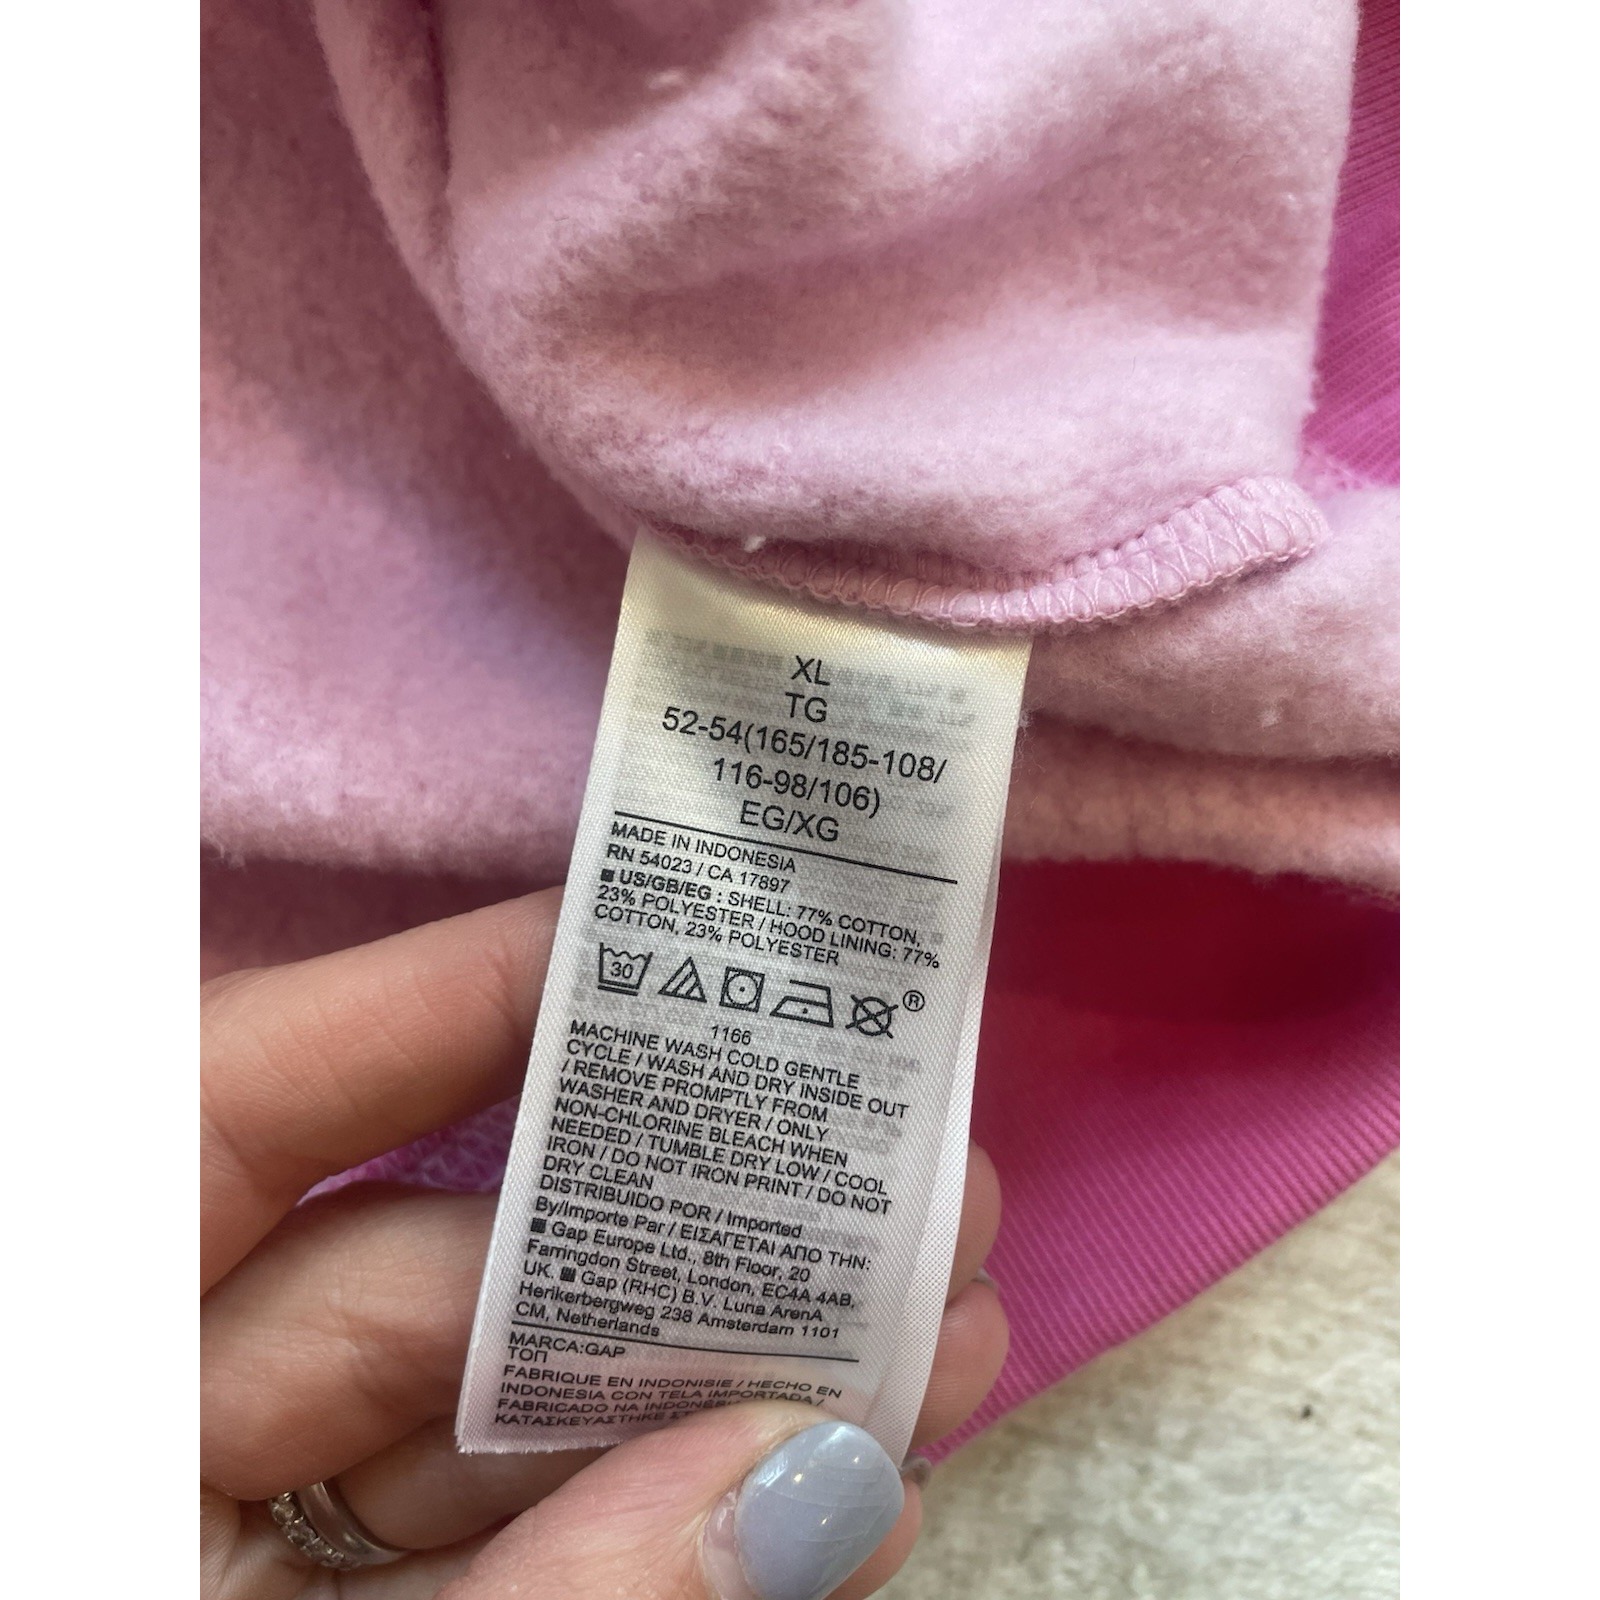 XL
TG
52-54(165/185-108/
116-98/106)
EG/XG
MADE IN INDONESIA
RN 54023 / CA 17897
US/GB/EG : SHELL: 77% COTTON,
23% POLYESTER / HOOD LINING: 77%
COTTON, 23% POLYESTER
30
®
1166
MACHINE WASH COLD GENTLE
CYCLE / WASH AND DRY INSIDE OUT
/ REMOVE PROMPTLY FROM
WASHER AND DRYER / ONLY
NON-CHLORINE BLEACH WHEN
NEEDED / TUMBLE DRY LOW / COOL
IRON / DO NOT IRON PRINT / DO NOT
DRY CLEAN
DISTRIBUIDO POR / Imported
By/Importe Par / ΕΙΣΑΓΕΤΑΙ ΑΠΟ ΤΗΝ:
Gap Europe Ltd., 8th Floor, 20
Farringdon Street, London, EC4A 4AB,
UK. Gap (RHC) B.V. Luna ArenA
Herikerbergweg 238 Amsterdam 1101
CM, Netherlands
MARCA:GAP
ΤΟΠ
FABRIQUE EN INDONISIE / HECHO EN
INDONESIA CON TELA IMPORTADA /
FABRICADO NA
ΚΑΤΑΣΚΕΥΑΣΤΗΚΕ